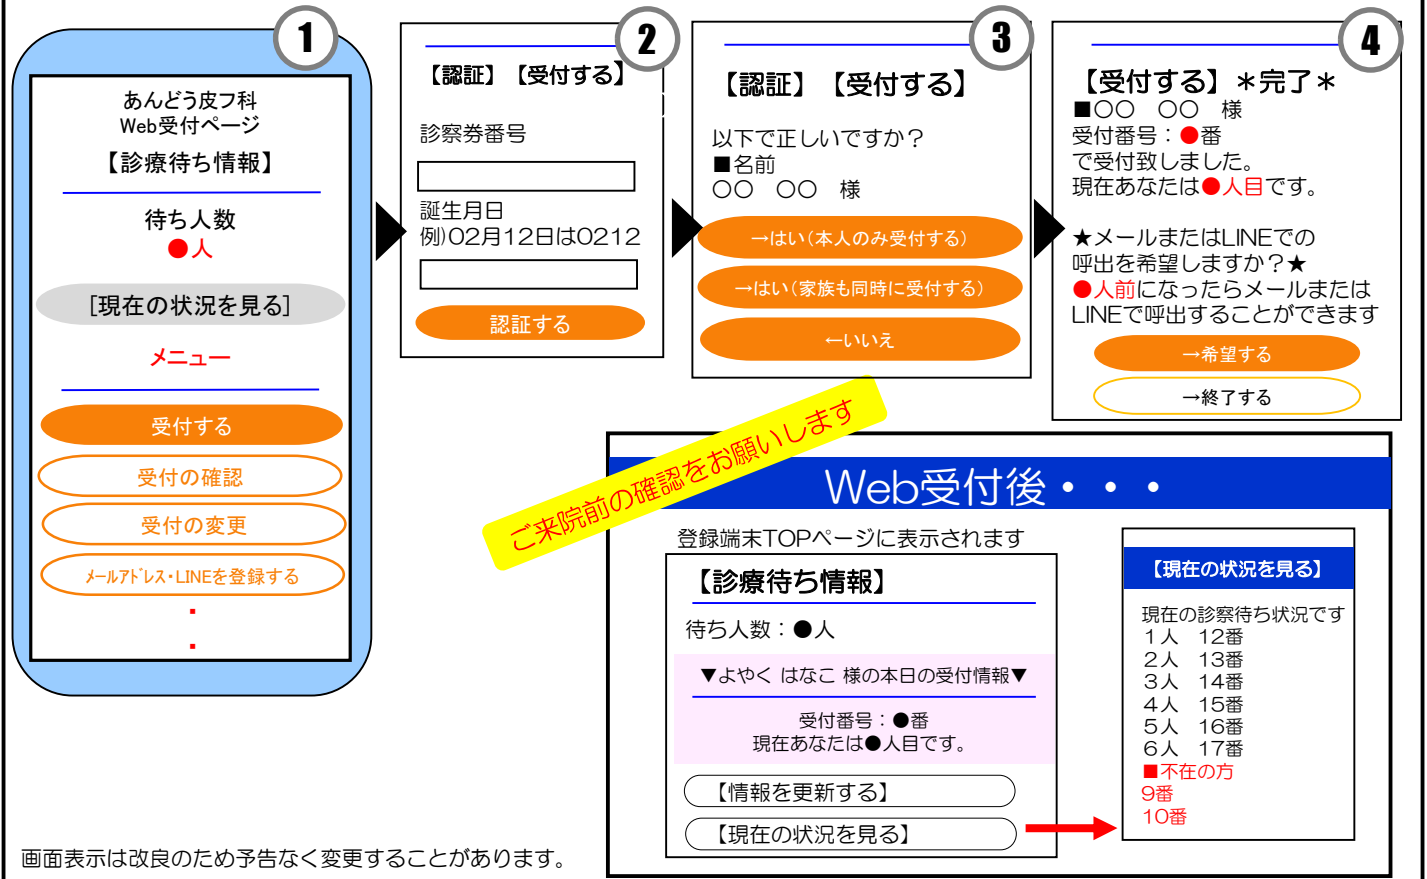 1
あんどう皮フ科
Web受付ページ
【診療待ち情報】
待ち人数
●人
[現在の状況を見る]
メニュー
受付する
受付の確認
受付の変更
メールアドレス・LINEを登録する
2
【認証】【受付する】
診察券番号
誕生月日
例)02月12日は0212
認証する
3
【認証】【受付する】
以下で正しいですか？
■名前
○○　○○　様
→はい(本人のみ受付する)
→はい(家族も同時に受付する)
←いいえ
4
【受付する】＊完了＊
■○○　○○　様
受付番号：●番
で受付致しました。
現在あなたは●人目です。
★メールまたはLINEでの
呼出を希望しますか？★
●人前になったらメールまたは
LINEで呼出することができます
→希望する
→終了する
ご来院前の確認をお願いします
Web受付後・・・
登録端末TOPページに表示されます
【診療待ち情報】
待ち人数：●人
▼よやく はなこ 様の本日の受付情報▼
受付番号：●番
現在あなたは●人目です。
【情報を更新する】
【現在の状況を見る】
【現在の状況を見る】
現在の診察待ち状況です
1人　12番
2人　13番
3人　14番
4人　15番
5人　16番
6人　17番
■不在の方
9番
10番
画面表示は改良のため予告なく変更することがあります。